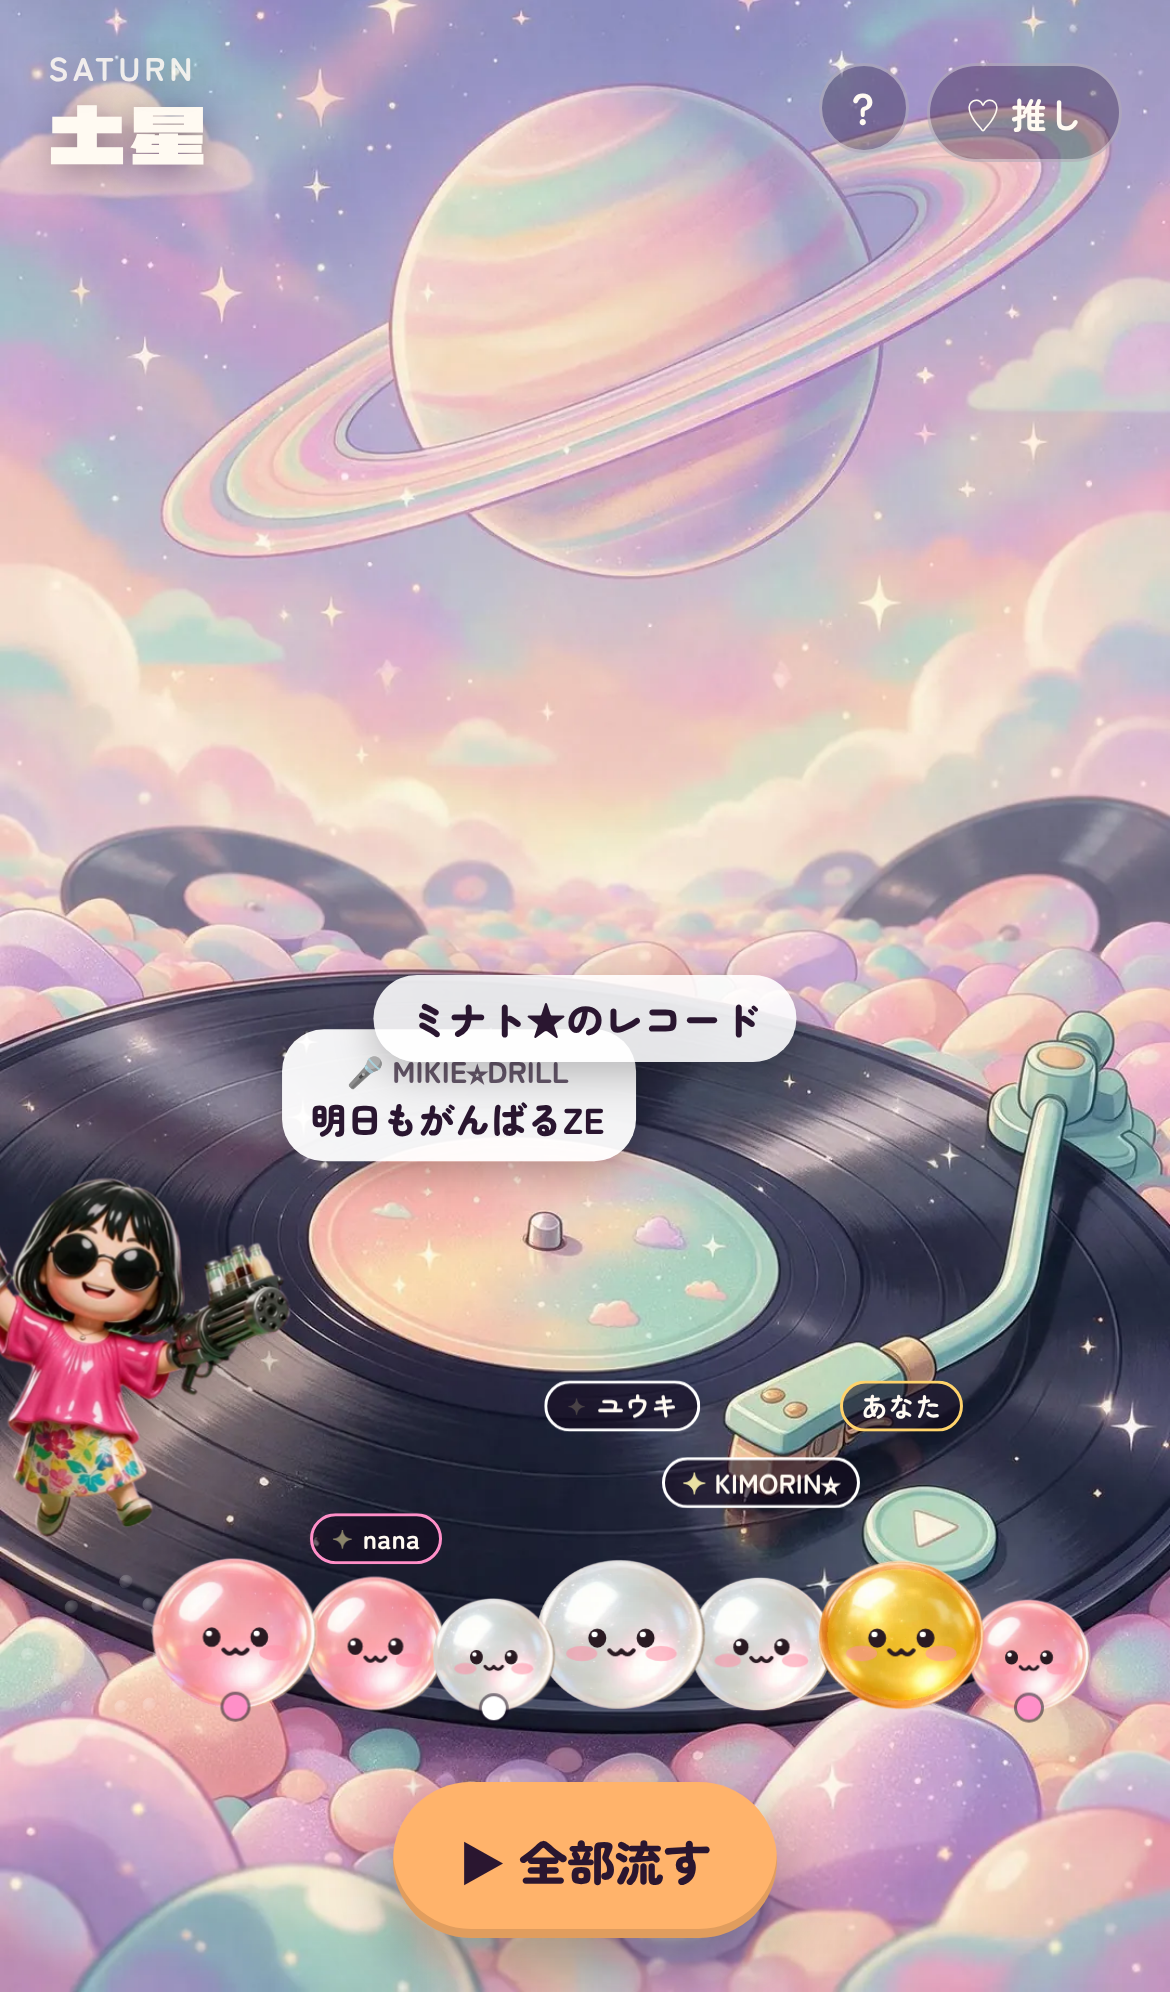 SATURN
土星
?
♡ 推し
ミナト★のレコード
🎤 MIKIE★DRILL
明日もがんばるZE
✦ ユウキ
あなた
✦ KIMORIN★
✦ nana
▶ 全部流す